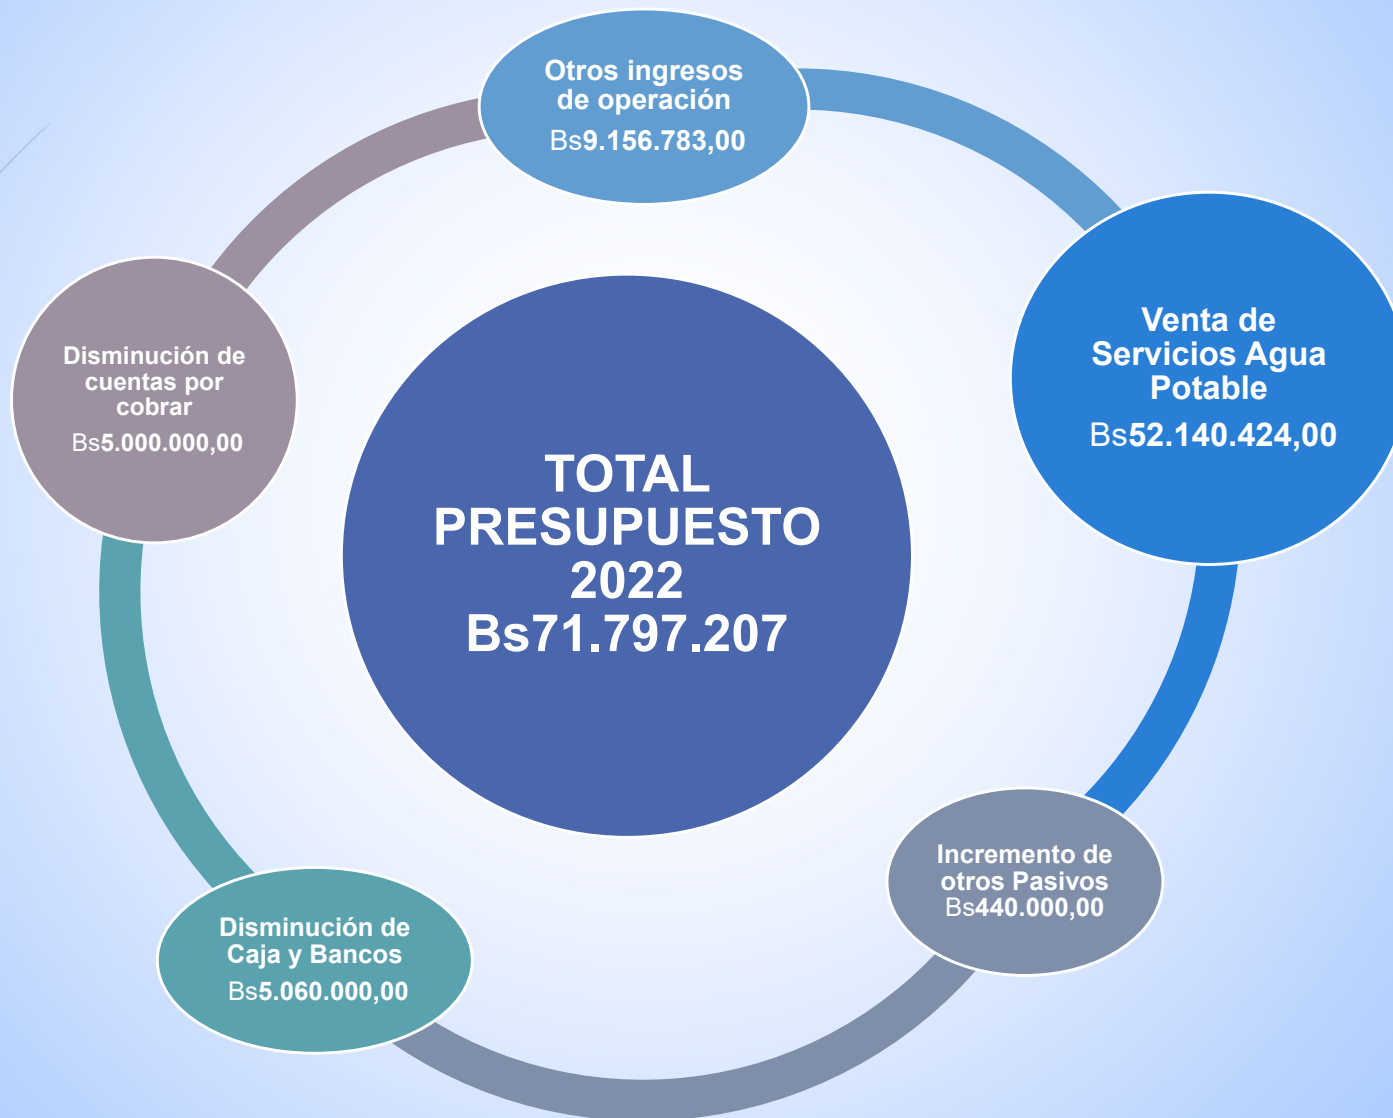 Otros ingresos
de operación
Bs9.156.783,00
Venta de
Servicios Agua
Potable
Bs52.140.424,00
Disminución de
cuentas por
cobrar
Bs5.000.000,00
TOTAL
PRESUPUESTO
2022
Bs71.797.207
Incremento de
otros Pasivos
Bs440.000,00
Disminución de
Caja y Bancos
Bs5.060.000,00